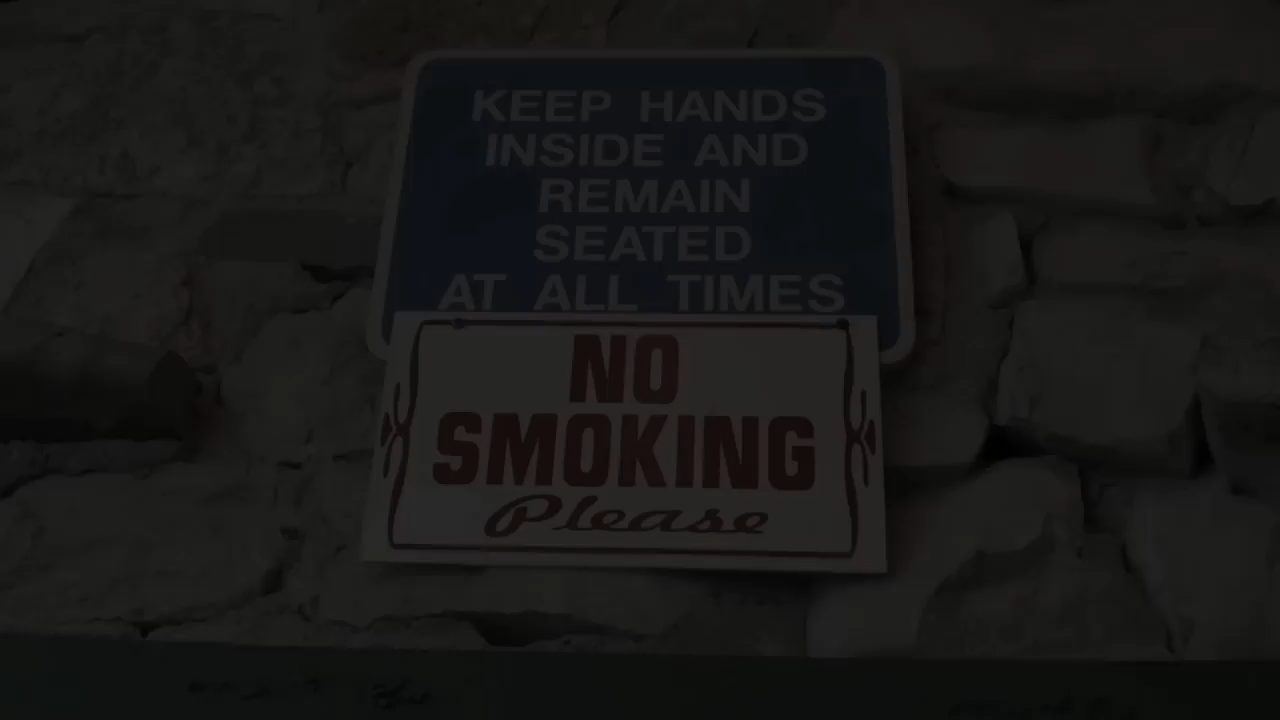 KEEP HANDS
INSIDE AND
REMAIN
SEATED
AT ALL TIMES
NO
SMOKING
Please